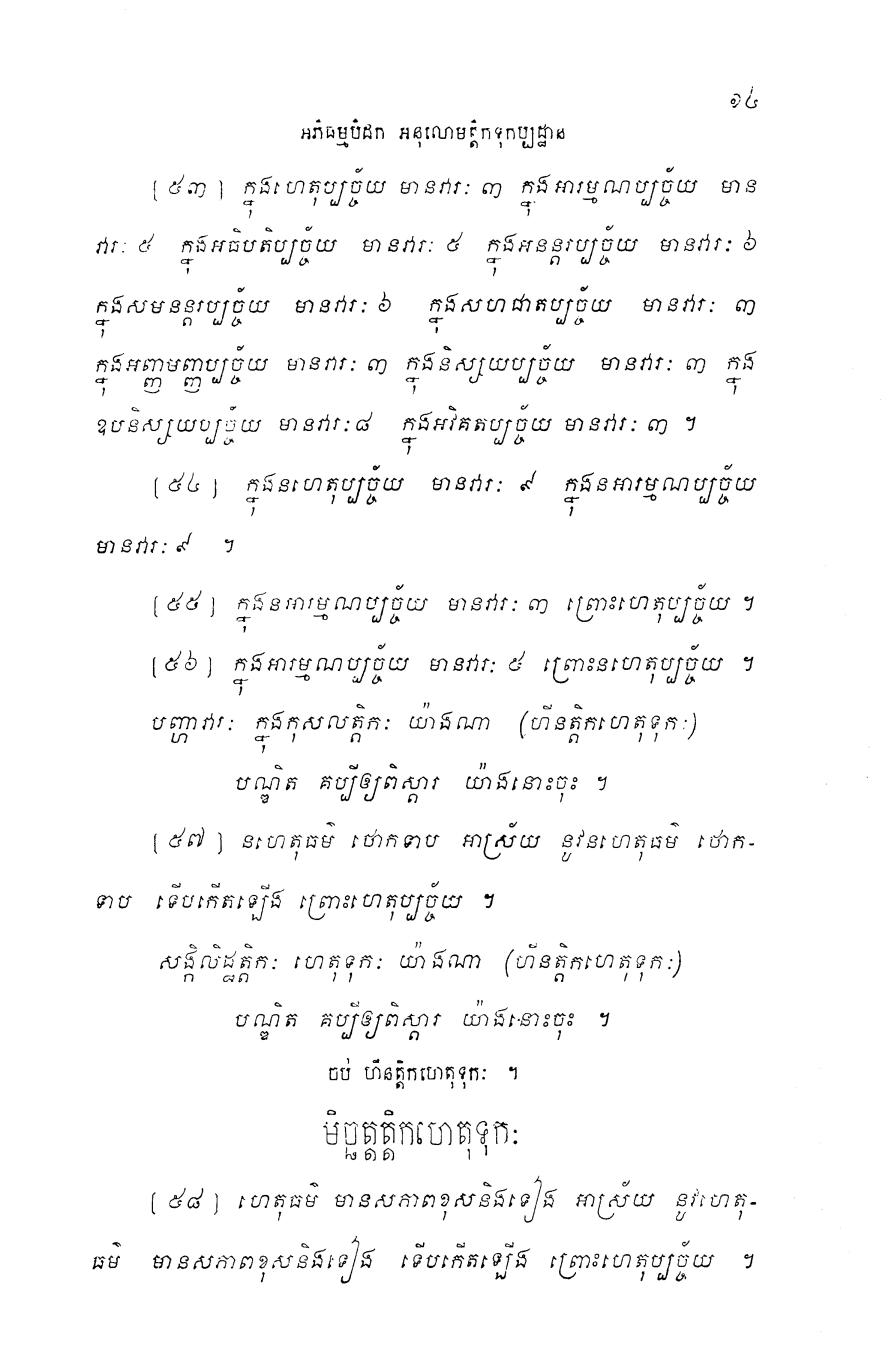 ១៤
អភិធម្មបិដក អនុលោមត្តិកទុកប្បដ្ឋាន
[ ៥៣ ] ក្នុងហេតុប្បច្ច័យ មានវារៈ ៣ ក្នុងអារម្មណប្បច្ច័យ មាន
វារៈ ៥ ក្នុងអធិបតិប្បច្ច័យ មានវារៈ ៥ ក្នុងអនន្តរប្បច្ច័យ មានវារៈ ៦
ក្នុងសមនន្តរប្បច្ច័យ មានវារៈ ៦ ក្នុងសហជាតប្បច្ច័យ មានវារៈ ៣
ក្នុងអញ្ញាមញ្ញប្បច្ច័យ មានវារៈ ៣ ក្នុងនិស្សយប្បច្ច័យ មានវារៈ ៣ ក្នុង
ឧបនិស្សយប្បច្ច័យ មានវារៈ ៨ ក្នុងអវិគតប្បច្ច័យ មានវារៈ ៣ ។
[ ៥៤ ] ក្នុងនហេតុប្បច្ច័យ មានវារៈ ៩ ក្នុងនអារម្មណប្បច្ច័យ
មានវារៈ ៩ ។
[ ៥៥ ] ក្នុងនអារម្មណប្បច្ច័យ មានវារៈ ៣ ព្រោះហេតុប្បច្ច័យ ។
[ ៥៦ ] ក្នុងអារម្មណប្បច្ច័យ មានវារៈ ៥ ព្រោះនហេតុប្បច្ច័យ ។
បញ្ហាវារៈ ក្នុងកុសលត្តិកៈ យ៉ាងណា (ហីនត្តិកហេតុទុកៈ)
បណ្ឌិត គប្បីឲ្យពិស្តារ យ៉ាងនោះចុះ ។
[ ៥៧ ] នហេតុធម៌ ថោកទាប អាស្រ័យ នូវនហេតុធម៌ ថោក-
ទាប ទើបកើតឡើង ព្រោះហេតុប្បច្ច័យ ។
សង្កិលិដ្ឋត្តិកៈ ហេតុទុកៈ យ៉ាងណា (ហីនត្តិកហេតុទុកៈ)
បណ្ឌិត គប្បីឲ្យពិស្តារ យ៉ាងនោះចុះ ។
ចប់ ហីនត្តិកហេតុទុកៈ ។
មិច្ឆត្តត្តិកហេតុទុកៈ
[ ៥៨ ] ហេតុធម៌ មានសភាពខុសនិងទៀង អាស្រ័យ នូវហេតុ-
ធម៌ មានសភាពខុសនិងទៀង ទើបកើតឡើង ព្រោះហេតុប្បច្ច័យ ។